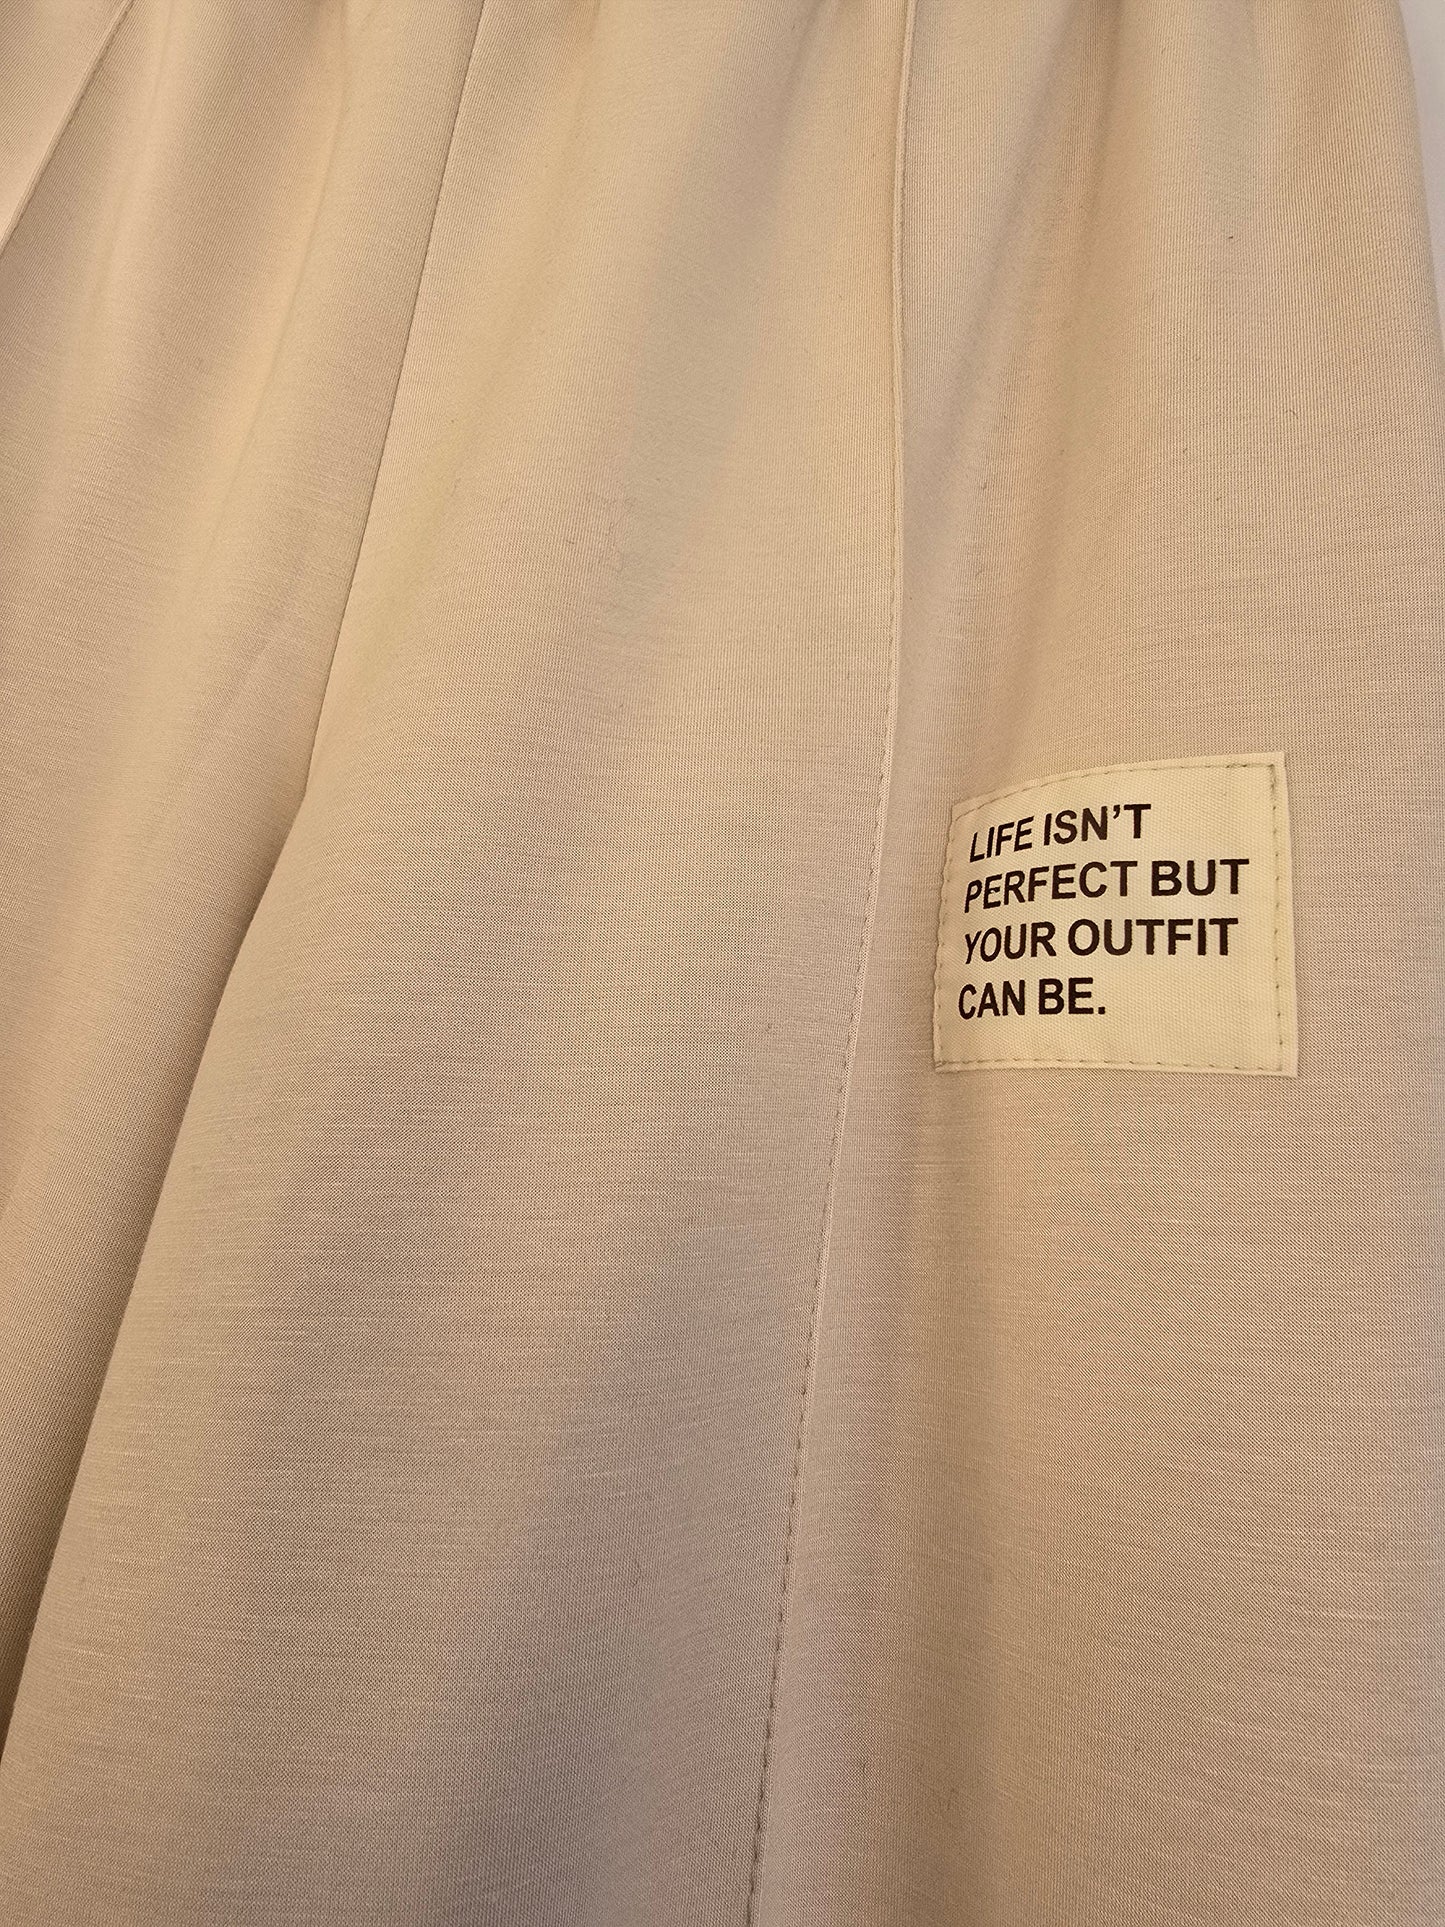 LIFE ISN'T
PERFECT BUT
YOUR OUTFIT
CAN BE.